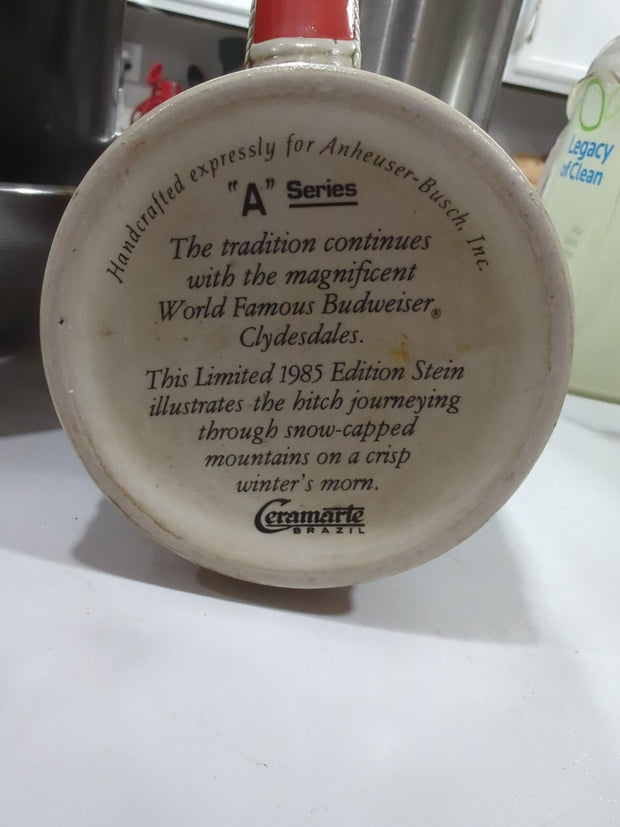 Handcrafted expressly for Anheuser-Busch, Inc.
"A" Series
The tradition continues
with the magnificent
World Famous Budweiser®
Clydesdales.
This Limited 1985 Edition Stein
illustrates the hitch journeying
through snow-capped
mountains on a crisp
winter's morn.
Ceramarte
BRAZIL
Legacy
of Clean